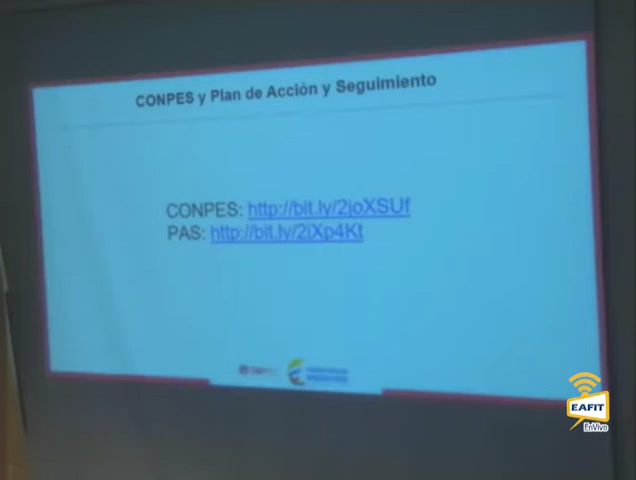 CONPES y Plan de Acción y Seguimiento
CONPES: http://bit.ly/2joXSUf
PAS: http://bit.ly/2iXp4Kt
EAFIT
EnVivo